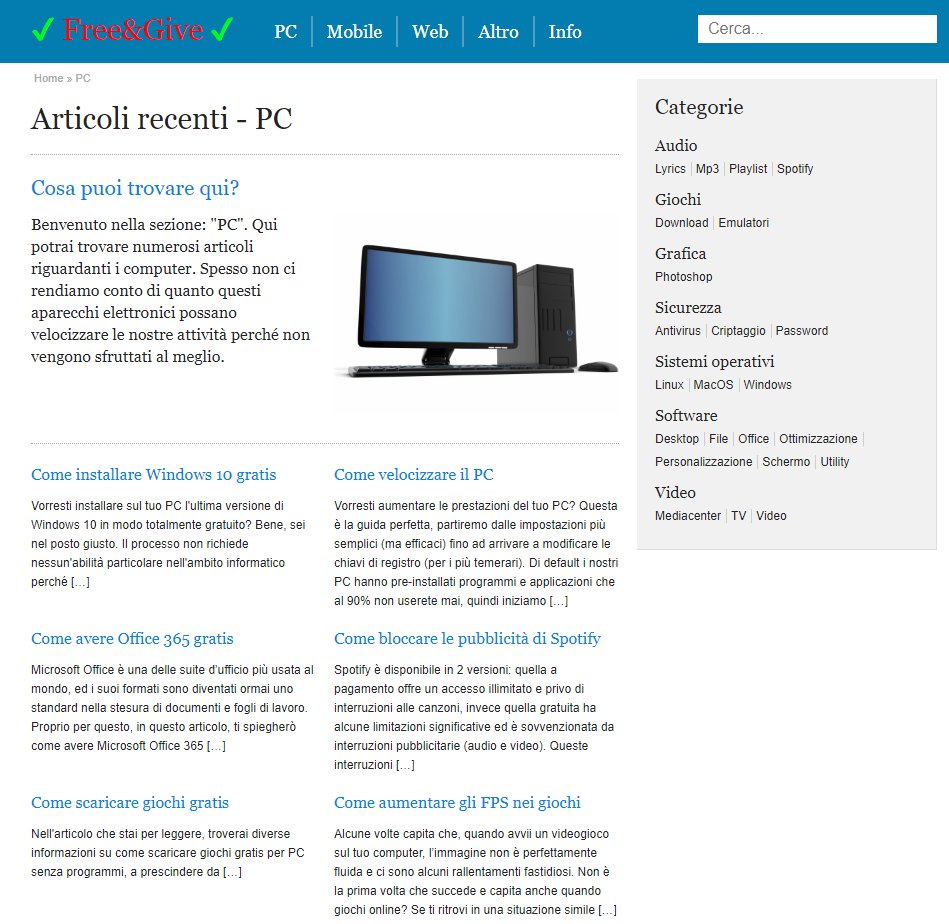 ✓ Free&Give ✓
PC
Mobile
Web
Altro
Info
Cerca...
Home » PC
Articoli recenti - PC
Cosa puoi trovare qui?
Benvenuto nella sezione: "PC". Qui
potrai trovare numerosi articoli
riguardanti i computer. Spesso non ci
rendiamo conto di quanto questi
aparecchi elettronici possano
velocizzare le nostre attività perché non
vengono sfruttati al meglio.
Come installare Windows 10 gratis
Vorresti installare sul tuo PC l'ultima versione di
Windows 10 in modo totalmente gratuito? Bene, sei
nel posto giusto. Il processo non richiede
nessun'abilità particolare nell'ambito informatico
perché […]
Come velocizzare il PC
Vorresti aumentare le prestazioni del tuo PC? Questa
è la guida perfetta, partiremo dalle impostazioni più
semplici (ma efficaci) fino ad arrivare a modificare le
chiavi di registro (per i più temerari). Di default i nostri
PC hanno pre-installati programmi e applicazioni che
al 90% non userete mai, quindi iniziamo […]
Come avere Office 365 gratis
Microsoft Office è una delle suite d'ufficio più usata al
mondo, ed i suoi formati sono diventati ormai uno
standard nella stesura di documenti e fogli di lavoro.
Proprio per questo, in questo articolo, ti spiegherò
come avere Microsoft Office 365 […]
Come bloccare le pubblicità di Spotify
Spotify è disponibile in 2 versioni: quella a
pagamento offre un accesso illimitato e privo di
interruzioni alle canzoni, invece quella gratuita ha
alcune limitazioni significative ed è sovvenzionata da
interruzioni pubblicitarie (audio e video). Queste
interruzioni […]
Come scaricare giochi gratis
Nell'articolo che stai per leggere, troverai diverse
informazioni su come scaricare giochi gratis per PC
senza programmi, a prescindere da […]
Come aumentare gli FPS nei giochi
Alcune volte capita che, quando avvii un videogioco
sul tuo computer, l'immagine non è perfettamente
fluida e ci sono alcuni rallentamenti fastidiosi. Non è
la prima volta che succede e capita anche quando
giochi online? Se ti ritrovi in una situazione simile […]
Categorie
Audio
Lyrics Mp3 Playlist Spotify
Giochi
Download Emulatori
Grafica
Photoshop
Sicurezza
Antivirus Criptaggio Password
Sistemi operativi
Linux MacOS Windows
Software
Desktop File Office Ottimizzazione
Personalizzazione Schermo Utility
Video
Mediacenter TV Video